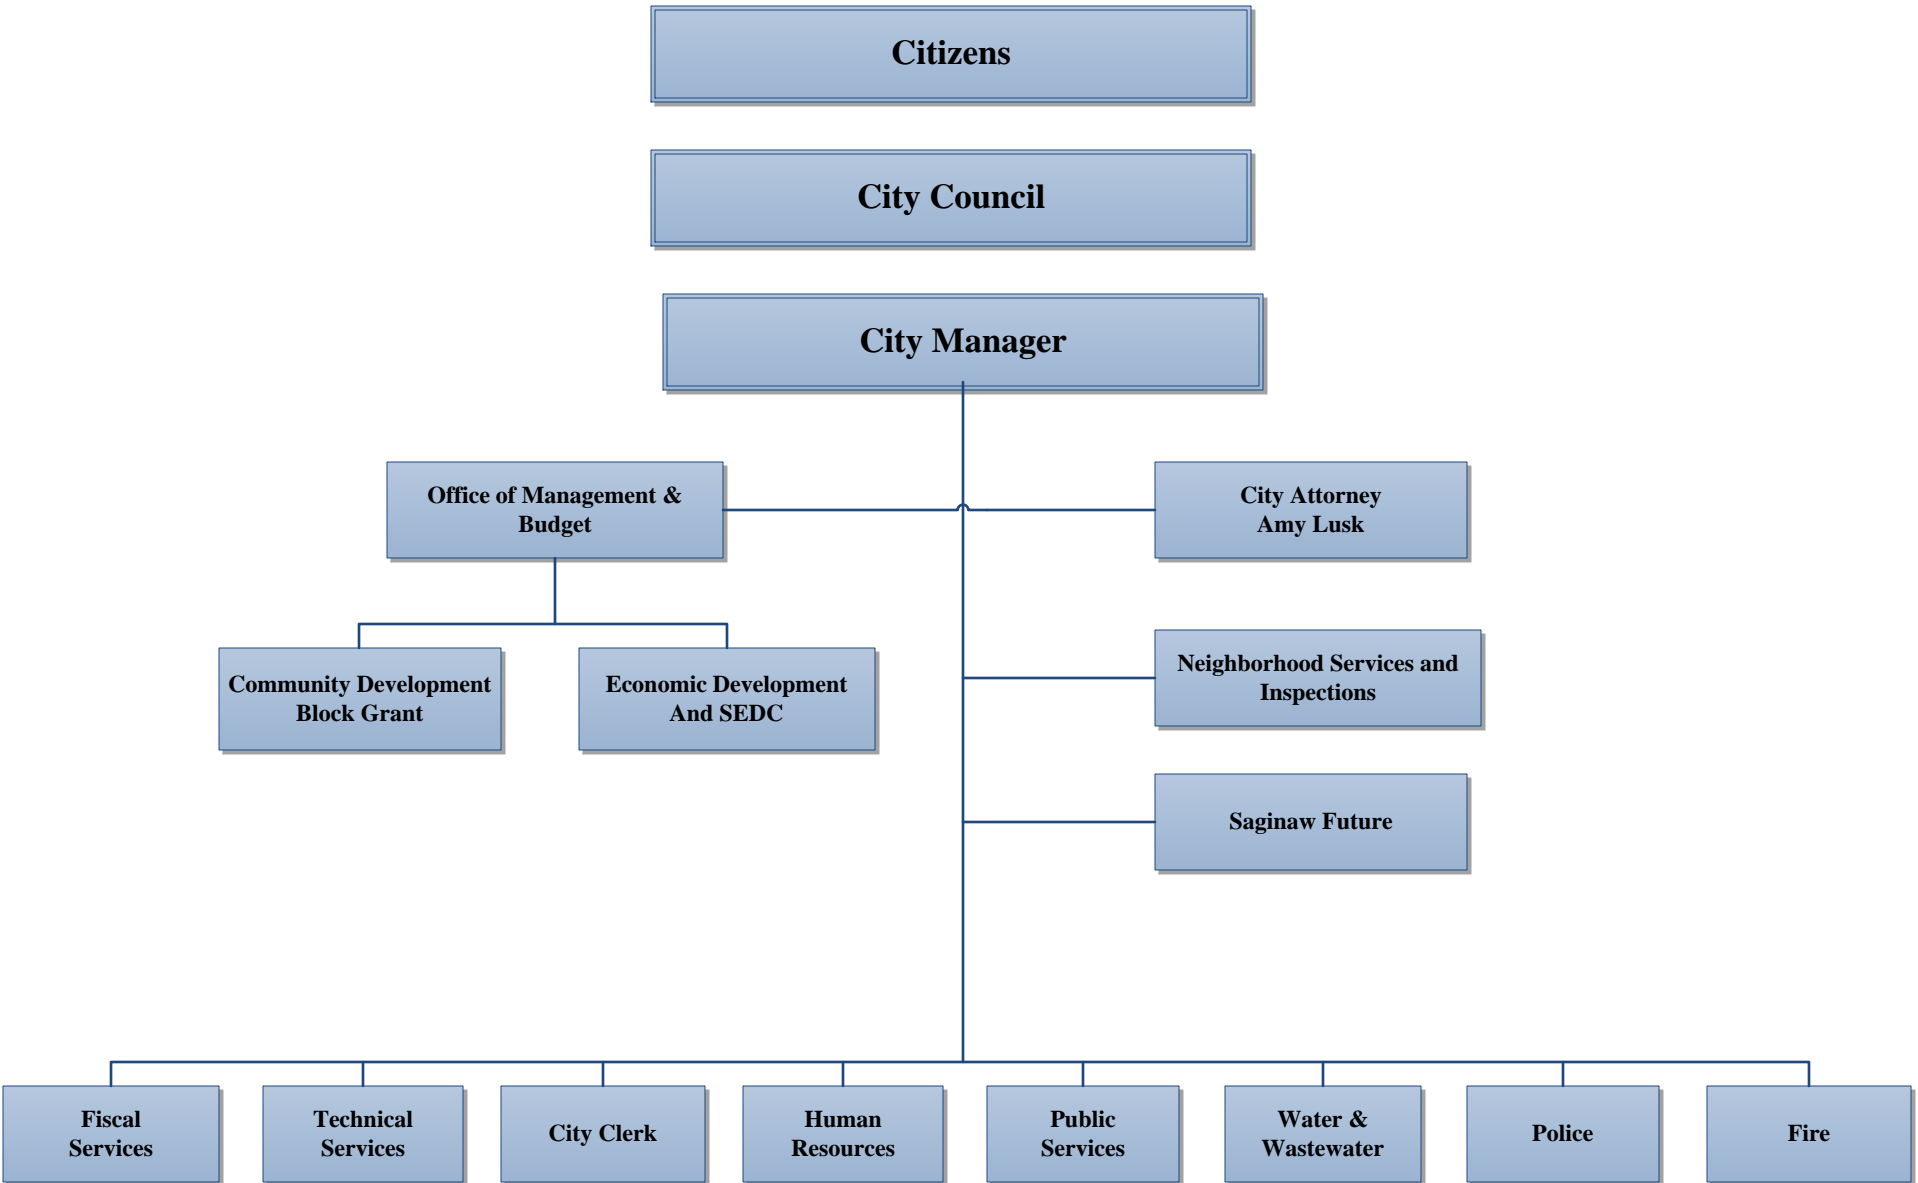 Citizens
City Council
City Manager
Office of Management &
Budget
City Attorney
Amy Lusk
Community Development
Block Grant
Economic Development
And SEDC
Neighborhood Services and
Inspections
Saginaw Future
Fiscal
Services
Technical
Services
City Clerk
Human
Resources
Public
Services
Water &
Wastewater
Police
Fire